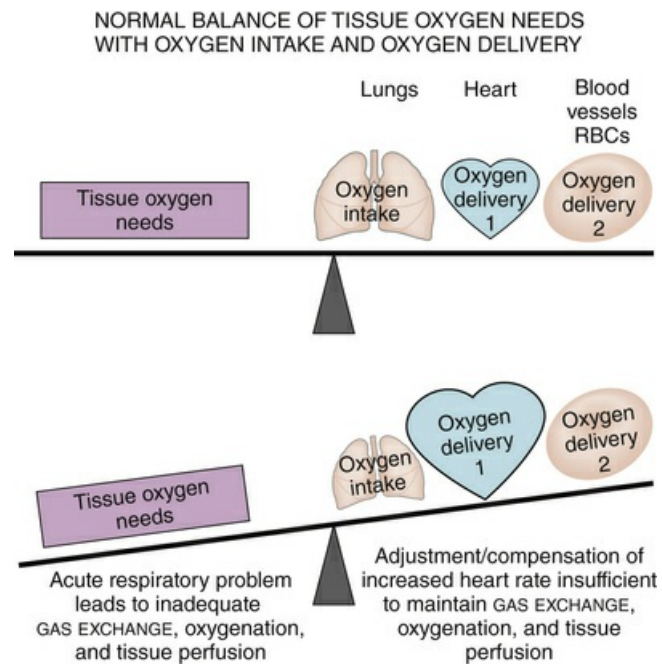 NORMAL BALANCE OF TISSUE OXYGEN NEEDS
WITH OXYGEN INTAKE AND OXYGEN DELIVERY
Lungs
Heart
Blood
vessels
RBCs
Tissue oxygen
needs
Oxygen
intake
Oxygen
delivery
1
Oxygen
delivery
2
Tissue oxygen
needs
Oxygen
intake
Oxygen
delivery
1
Oxygen
delivery
2
Acute respiratory problem
leads to inadequate
GAS EXCHANGE, oxygenation,
and tissue perfusion
Adjustment/compensation of
increased heart rate insufficient
to maintain GAS EXCHANGE,
oxygenation, and tissue
perfusion